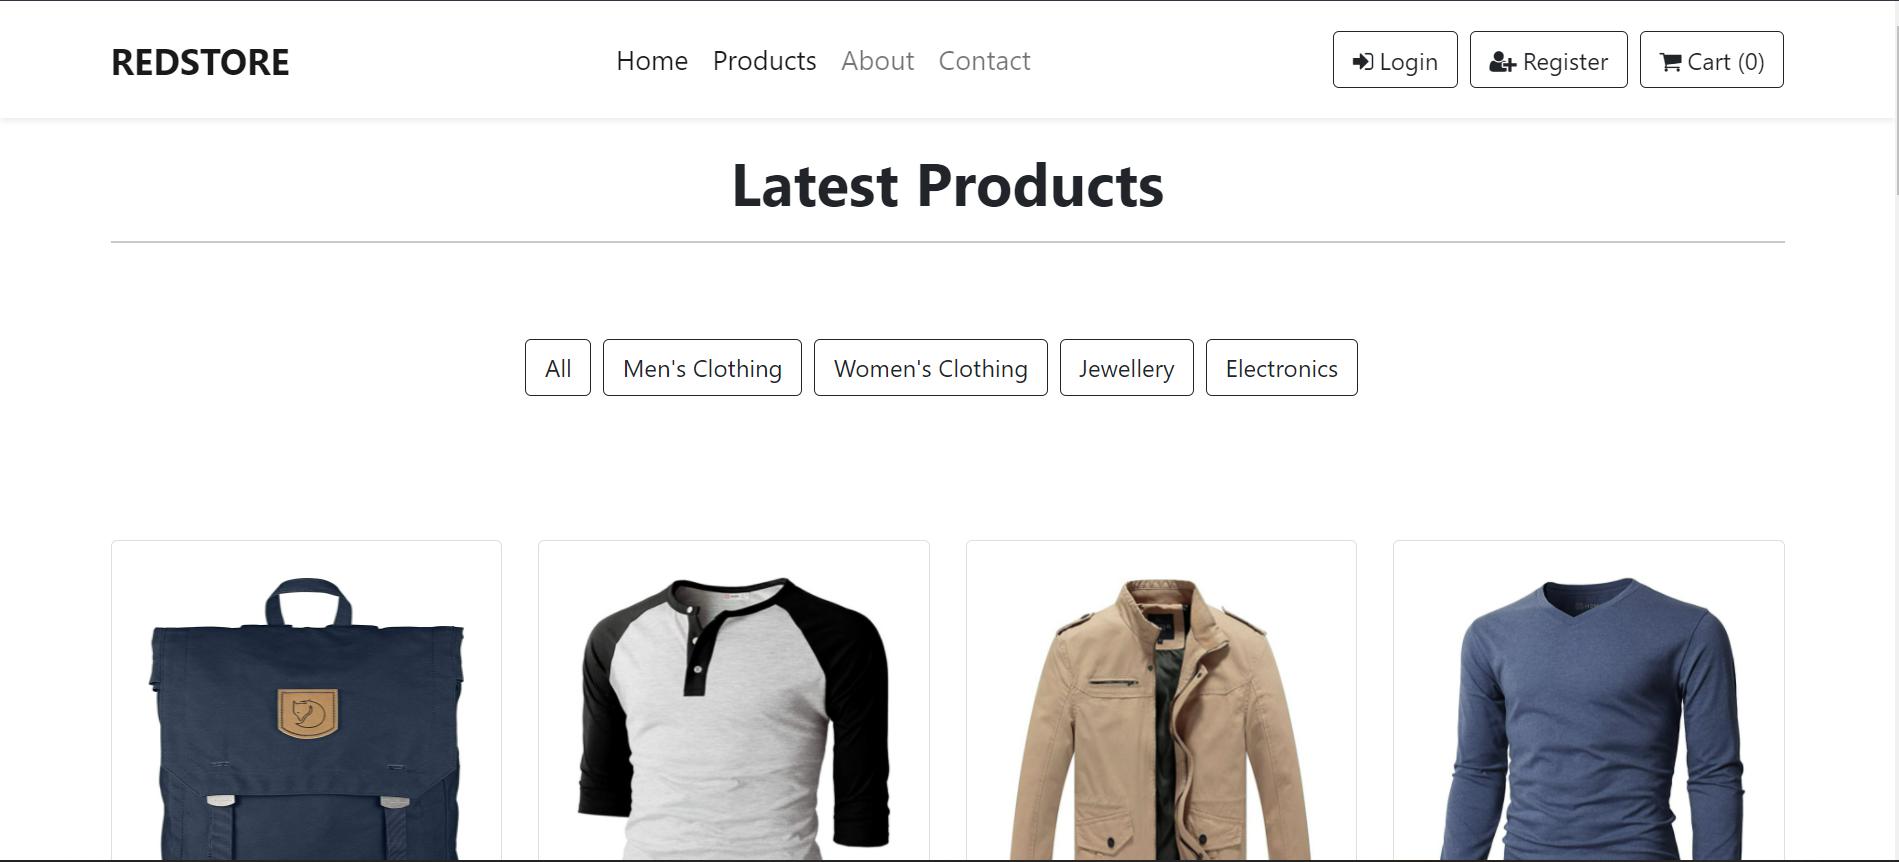 REDSTORE Home Products About Contact Login Register Cart (0)
Latest Products
All Men's Clothing Women's Clothing Jewellery Electronics